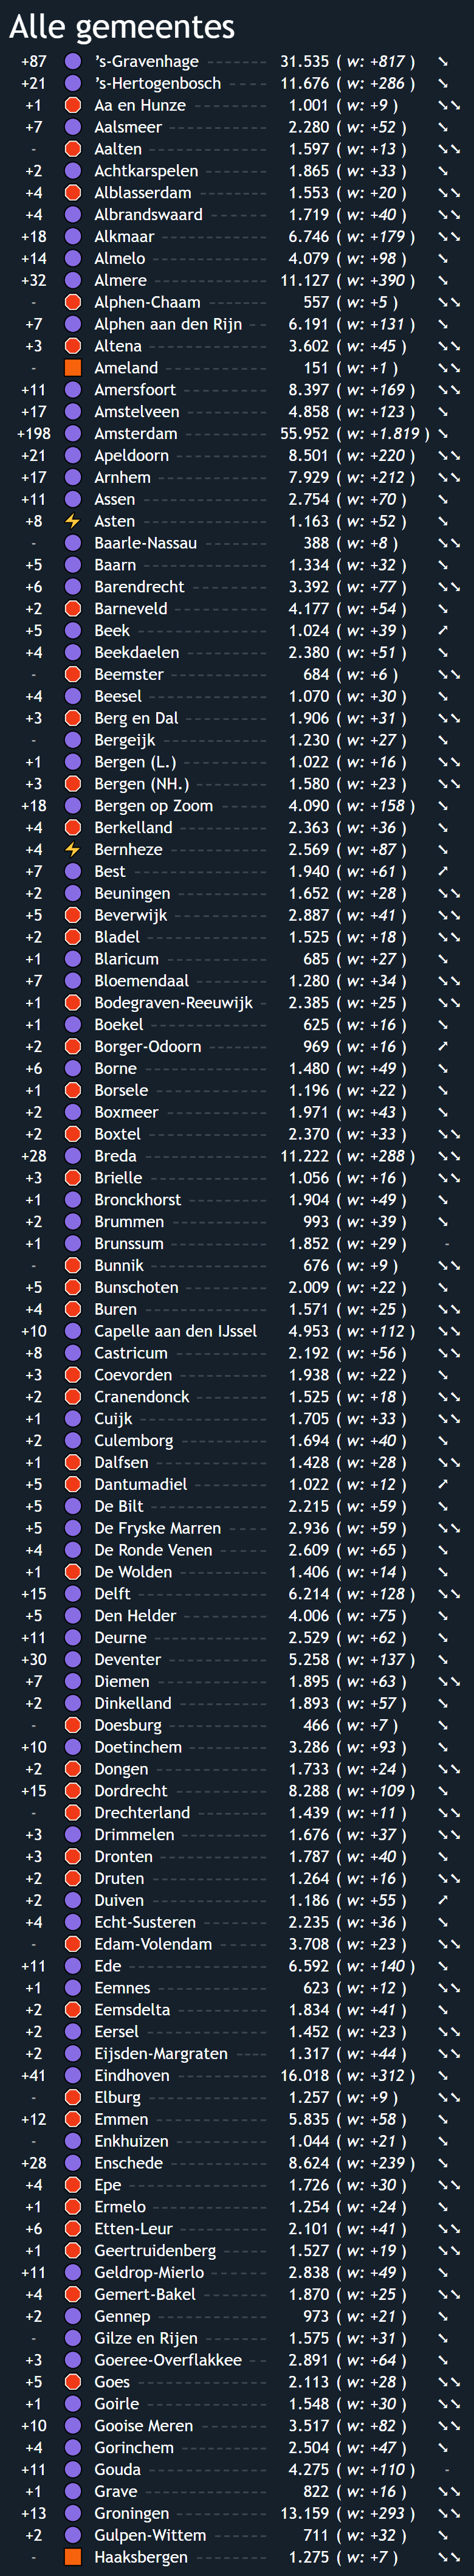 Alle gemeentes
+87 ’s-Gravenhage 31.535 ( w: +817 )
+21 ’s-Hertogenbosch 11.676 ( w: +286 )
+1 Aa en Hunze 1.001 ( w: +9 )
+7 Aalsmeer 2.280 ( w: +52 )
- Aalten 1.597 ( w: +13 )
+2 Achtkarspelen 1.865 ( w: +33 )
+4 Alblasserdam 1.553 ( w: +20 )
+4 Albrandswaard 1.719 ( w: +40 )
+18 Alkmaar 6.746 ( w: +179 )
+14 Almelo 4.079 ( w: +98 )
+32 Almere 11.127 ( w: +390 )
- Alphen-Chaam 557 ( w: +5 )
+7 Alphen aan den Rijn 6.191 ( w: +131 )
+3 Altena 3.602 ( w: +45 )
- Ameland 151 ( w: +1 )
+11 Amersfoort 8.397 ( w: +169 )
+17 Amstelveen 4.858 ( w: +123 )
+198 Amsterdam 55.952 ( w: +1.819 )
+21 Apeldoorn 8.501 ( w: +220 )
+17 Arnhem 7.929 ( w: +212 )
+11 Assen 2.754 ( w: +70 )
+8 Asten 1.163 ( w: +52 )
- Baarle-Nassau 388 ( w: +8 )
+5 Baarn 1.334 ( w: +32 )
+6 Barendrecht 3.392 ( w: +77 )
+2 Barneveld 4.177 ( w: +54 )
+5 Beek 1.024 ( w: +39 )
+4 Beekdaelen 2.380 ( w: +51 )
- Beemster 684 ( w: +6 )
+4 Beesel 1.070 ( w: +30 )
+3 Berg en Dal 1.906 ( w: +31 )
- Bergeijk 1.230 ( w: +27 )
+1 Bergen (L.) 1.022 ( w: +16 )
+3 Bergen (NH.) 1.580 ( w: +23 )
+18 Bergen op Zoom 4.090 ( w: +158 )
+4 Berkelland 2.363 ( w: +36 )
+4 Bernheze 2.569 ( w: +87 )
+7 Best 1.940 ( w: +61 )
+2 Beuningen 1.652 ( w: +28 )
+5 Beverwijk 2.887 ( w: +41 )
+2 Bladel 1.525 ( w: +18 )
+1 Blaricum 685 ( w: +27 )
+7 Bloemendaal 1.280 ( w: +34 )
+1 Bodegraven-Reeuwijk 2.385 ( w: +25 )
+1 Boekel 625 ( w: +16 )
+2 Borger-Odoorn 969 ( w: +16 )
+6 Borne 1.480 ( w: +49 )
+1 Borsele 1.196 ( w: +22 )
+2 Boxmeer 1.971 ( w: +43 )
+2 Boxtel 2.370 ( w: +33 )
+28 Breda 11.222 ( w: +288 )
+3 Brielle 1.056 ( w: +16 )
+1 Bronckhorst 1.904 ( w: +49 )
+2 Brummen 993 ( w: +39 )
+1 Brunssum 1.852 ( w: +29 ) -
- Bunnik 676 ( w: +9 )
+5 Bunschoten 2.009 ( w: +22 )
+4 Buren 1.571 ( w: +25 )
+10 Capelle aan den IJssel 4.953 ( w: +112 )
+8 Castricum 2.192 ( w: +56 )
+3 Coevorden 1.938 ( w: +22 )
+2 Cranendonck 1.525 ( w: +18 )
+1 Cuijk 1.705 ( w: +33 )
+2 Culemborg 1.694 ( w: +40 )
+1 Dalfsen 1.428 ( w: +28 )
+5 Dantumadiel 1.022 ( w: +12 )
+5 De Bilt 2.215 ( w: +59 )
+5 De Fryske Marren 2.936 ( w: +59 )
+4 De Ronde Venen 2.609 ( w: +65 )
+1 De Wolden 1.406 ( w: +14 )
+15 Delft 6.214 ( w: +128 )
+5 Den Helder 4.006 ( w: +75 )
+11 Deurne 2.529 ( w: +62 )
+30 Deventer 5.258 ( w: +137 )
+7 Diemen 1.895 ( w: +63 )
+2 Dinkelland 1.893 ( w: +57 )
- Doesburg 466 ( w: +7 )
+10 Doetinchem 3.286 ( w: +93 )
+2 Dongen 1.733 ( w: +24 )
+15 Dordrecht 8.288 ( w: +109 )
- Drechterland 1.439 ( w: +11 )
+3 Drimmelen 1.676 ( w: +37 )
+3 Dronten 1.787 ( w: +40 )
+2 Druten 1.264 ( w: +16 )
+2 Duiven 1.186 ( w: +55 )
+4 Echt-Susteren 2.235 ( w: +36 )
- Edam-Volendam 3.708 ( w: +23 )
+11 Ede 6.592 ( w: +140 )
+1 Eemnes 623 ( w: +12 )
+2 Eemsdelta 1.834 ( w: +41 )
+2 Eersel 1.452 ( w: +23 )
+2 Eijsden-Margraten 1.317 ( w: +44 )
+41 Eindhoven 16.018 ( w: +312 )
- Elburg 1.257 ( w: +9 )
+12 Emmen 5.835 ( w: +58 )
- Enkhuizen 1.044 ( w: +21 )
+28 Enschede 8.624 ( w: +239 )
+4 Epe 1.726 ( w: +30 )
+1 Ermelo 1.254 ( w: +24 )
+6 Etten-Leur 2.101 ( w: +41 )
+1 Geertruidenberg 1.527 ( w: +19 )
+11 Geldrop-Mierlo 2.838 ( w: +49 )
+4 Gemert-Bakel 1.870 ( w: +25 )
+2 Gennep 973 ( w: +21 )
- Gilze en Rijen 1.575 ( w: +31 )
+3 Goeree-Overflakkee 2.891 ( w: +64 )
+5 Goes 2.113 ( w: +28 )
+1 Goirle 1.548 ( w: +30 )
+10 Gooise Meren 3.517 ( w: +82 )
+4 Gorinchem 2.504 ( w: +47 )
+11 Gouda 4.275 ( w: +110 ) -
+1 Grave 822 ( w: +16 )
+13 Groningen 13.159 ( w: +293 )
+2 Gulpen-Wittem 711 ( w: +32 )
- Haaksbergen 1.275 ( w: +7 )